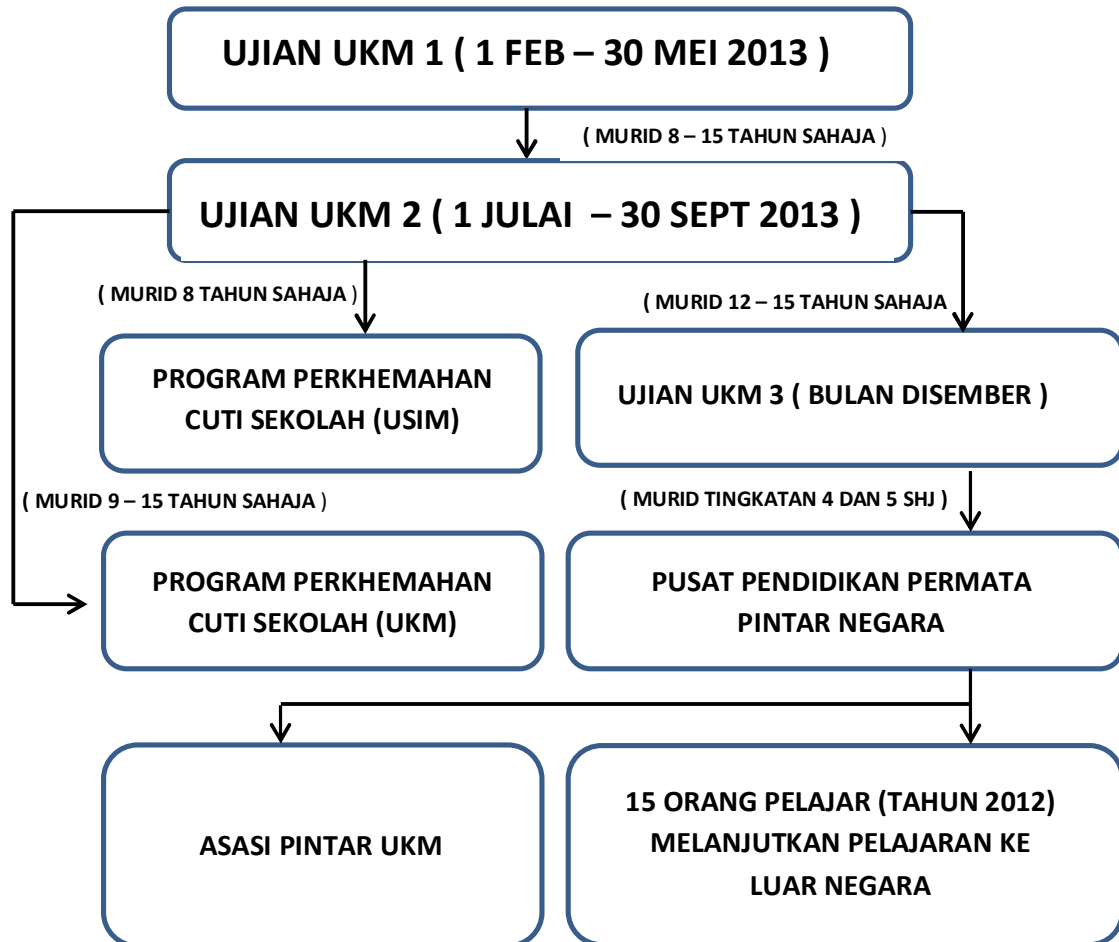 UJIAN UKM 1 ( 1 FEB – 30 MEI 2013 )
( MURID 8 – 15 TAHUN SAHAJA )
UJIAN UKM 2 ( 1 JULAI – 30 SEPT 2013 )
( MURID 8 TAHUN SAHAJA )
( MURID 12 – 15 TAHUN SAHAJA
PROGRAM PERKHEMAHAN
CUTI SEKOLAH (USIM)
UJIAN UKM 3 ( BULAN DISEMBER )
( MURID 9 – 15 TAHUN SAHAJA )
( MURID TINGKATAN 4 DAN 5 SHJ )
PROGRAM PERKHEMAHAN
CUTI SEKOLAH (UKM)
PUSAT PENDIDIKAN PERMATA
PINTAR NEGARA
ASASI PINTAR UKM
15 ORANG PELAJAR (TAHUN 2012)
MELANJUTKAN PELAJARAN KE
LUAR NEGARA